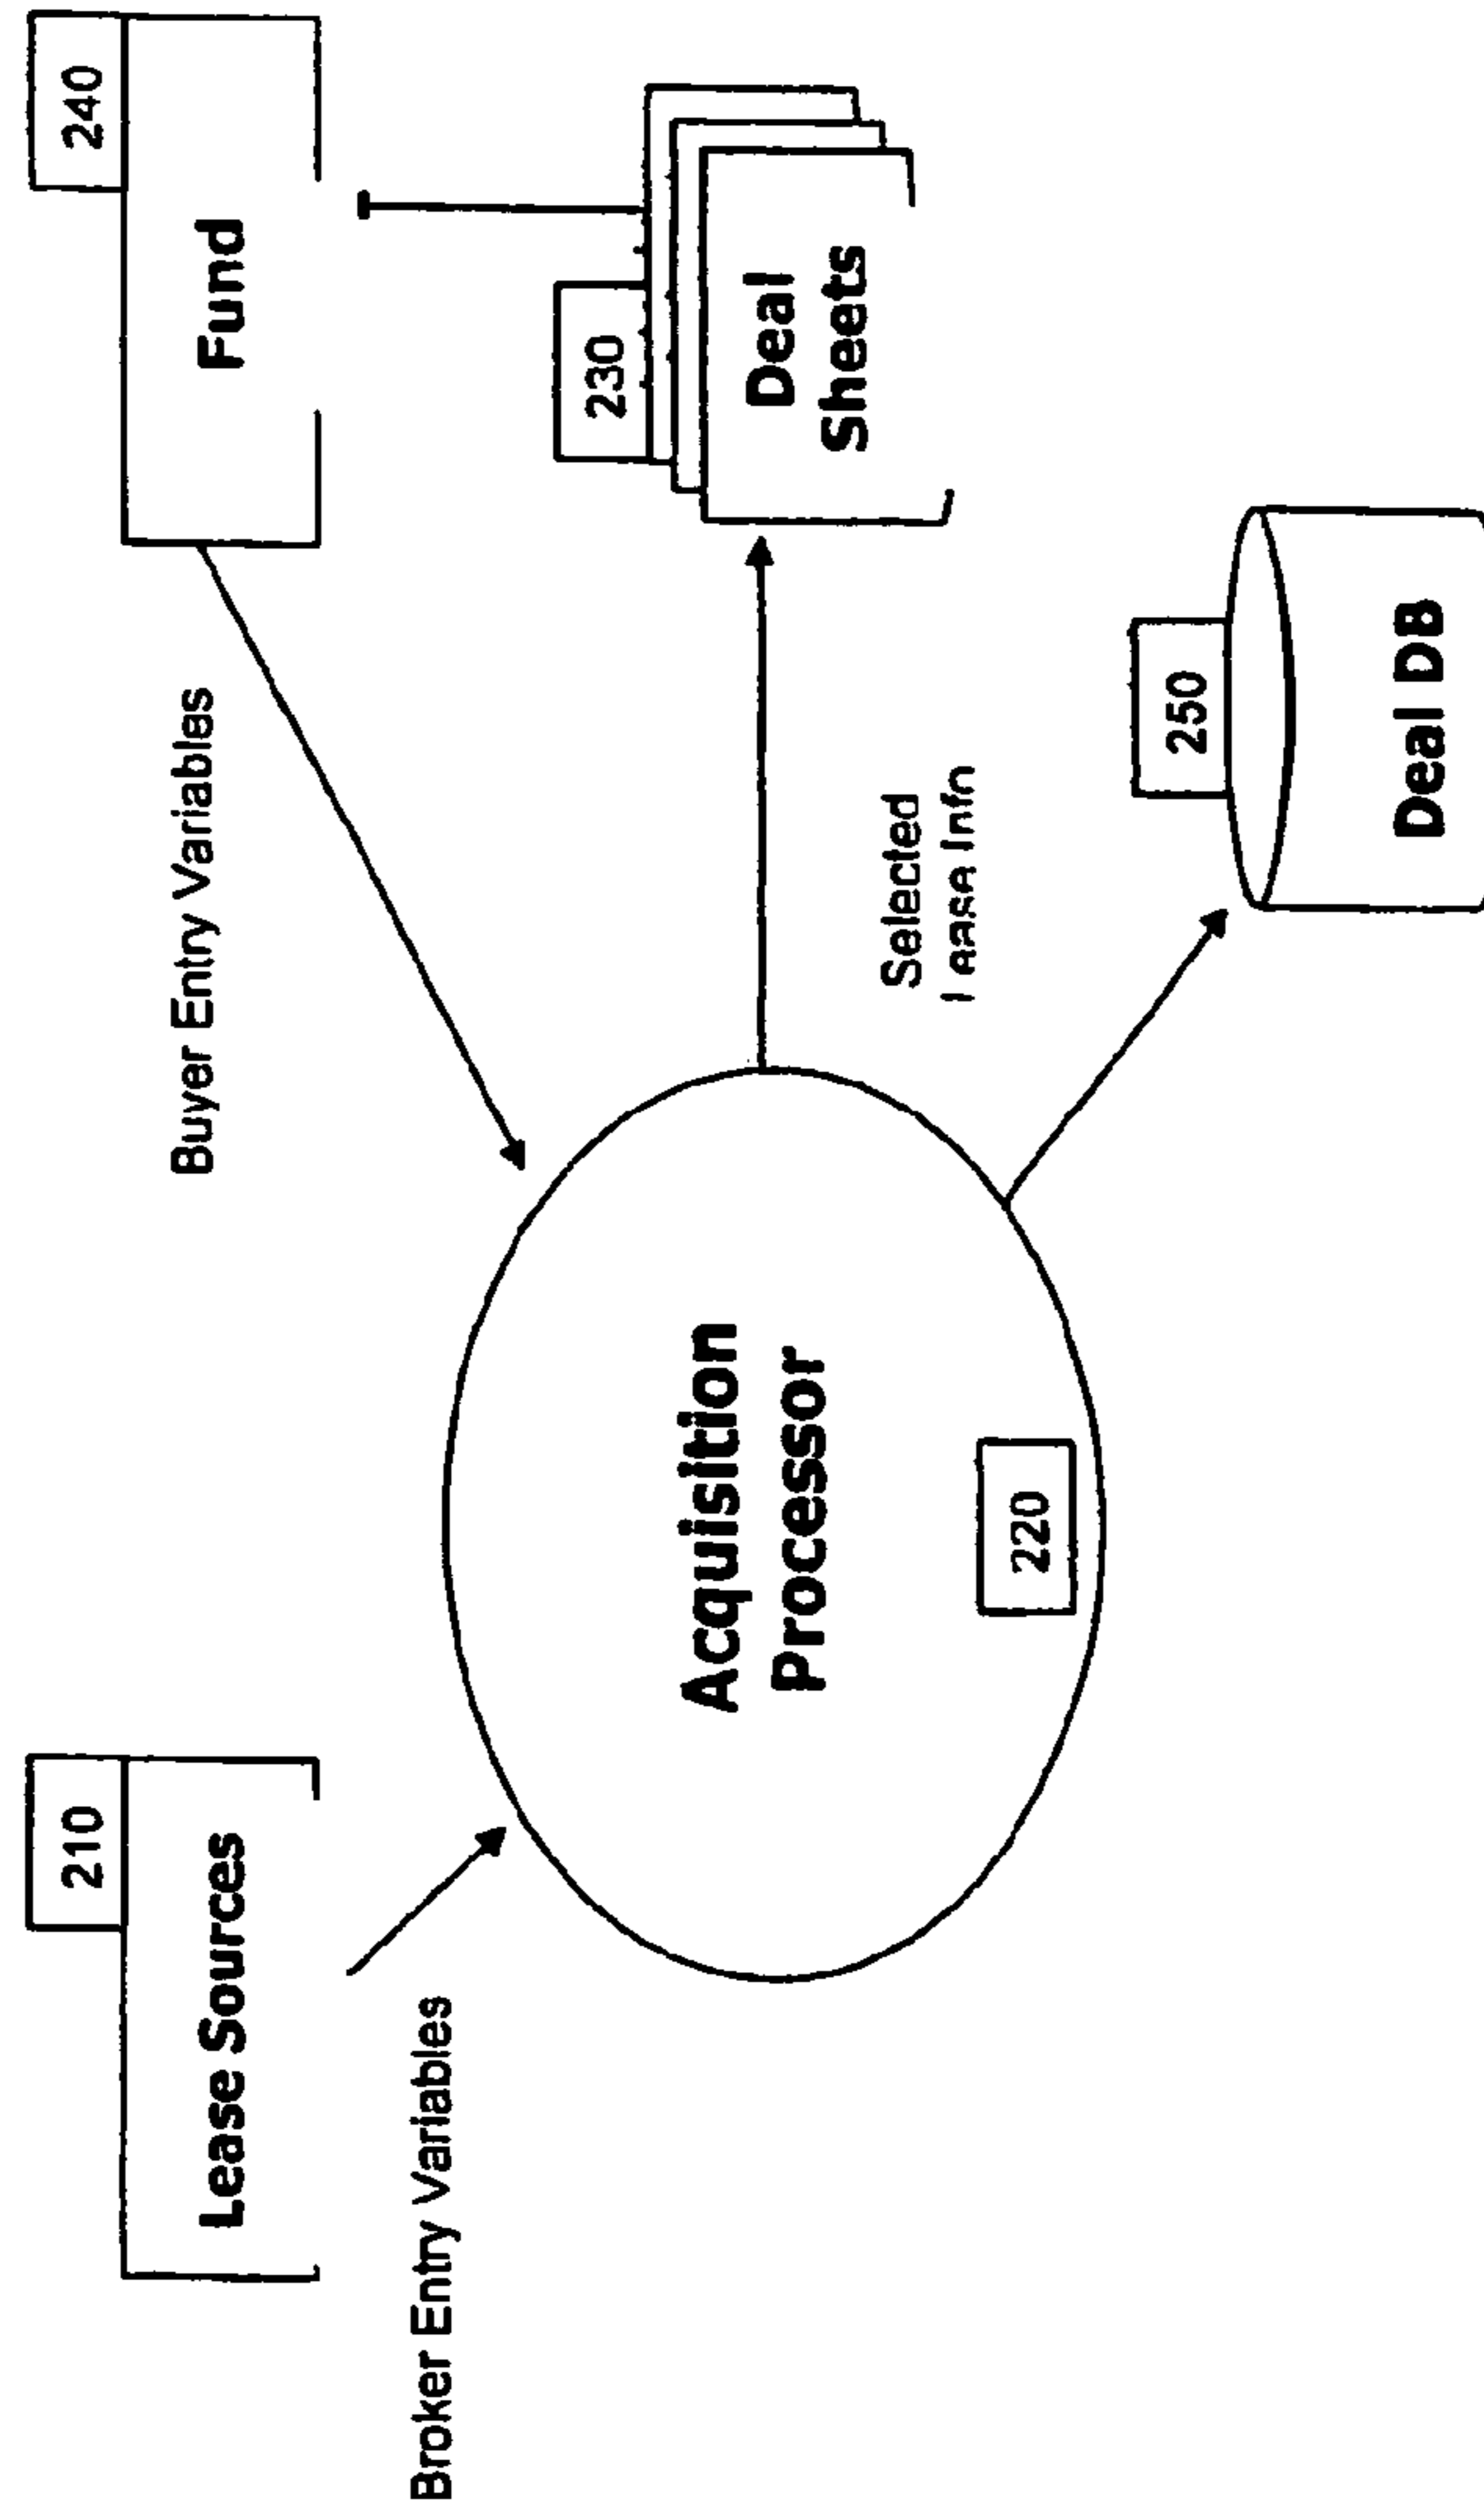 210
Lease Sources
Broker Entry Variables
Acquisition
Processor
220
Buyer Entry Variables
240
Fund
230
Deal
Sheets
Selected
Lease Info
250
Deal DB